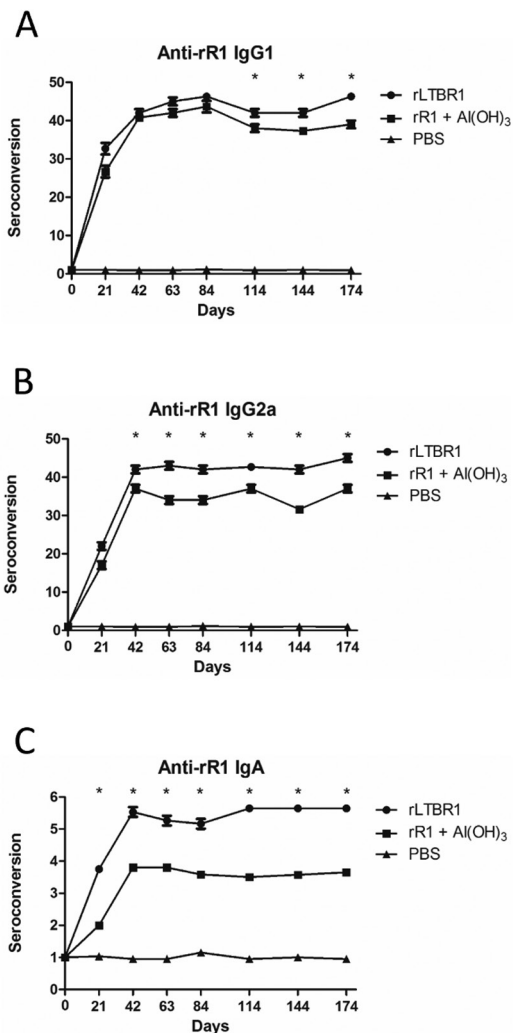 A
Anti-rR1 IgG1
* * *
50
40
30
20
10
0
Seroconversion
0 21 42 63 84 114 144 174
Days
rLTBR1
rR1 + Al(OH)3
PBS
B
Anti-rR1 IgG2a
* * * * * *
50
40
30
20
10
0
Seroconversion
0 21 42 63 84 114 144 174
Days
rLTBR1
rR1 + Al(OH)3
PBS
C
Anti-rR1 IgA
* * * * * * *
6
5
4
3
2
1
0
Seroconversion
0 21 42 63 84 114 144 174
Days
rLTBR1
rR1 + Al(OH)3
PBS